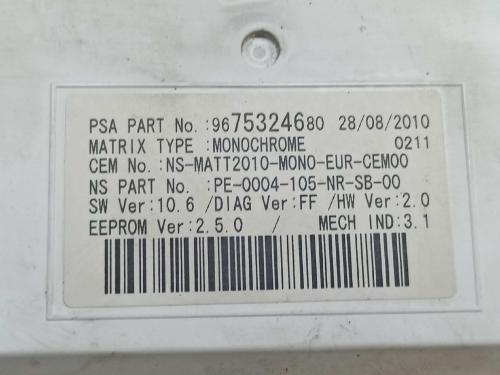 PSA PART No.:9675324680 28/08/2010
MATRIX TYPE :MONOCHROME 0211
CEM No.:NS-MATT2010-MONO-EUR-CEM00
NS PART No.:PE-0004-105-NR-SB-00
SW Ver:10.6 /DIAG Ver:FF /HW Ver:2.0
EEPROM Ver:2.5.0 / MECH IND:3.1